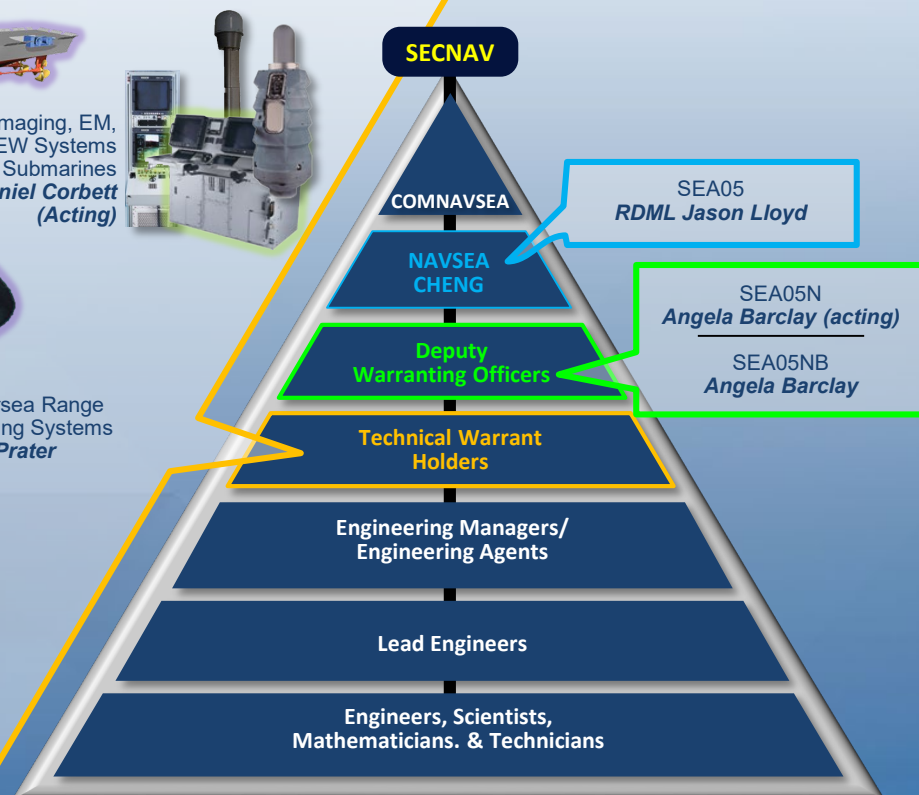 SECNAV
COMNAVSEA
NAVSEA
CHENG
Deputy
Warranting Officers
Technical Warrant
Holders
Engineering Managers/
Engineering Agents
Lead Engineers
Engineers, Scientists,
Mathematicians. & Technicians
SEA05
RDML Jason Lloyd
SEA05N
Angela Barclay (acting)
SEA05NB
Angela Barclay
maging, EM,
EW Systems
Submarines
niel Corbett
(Acting)
rsea Range
ing Systems
Prater